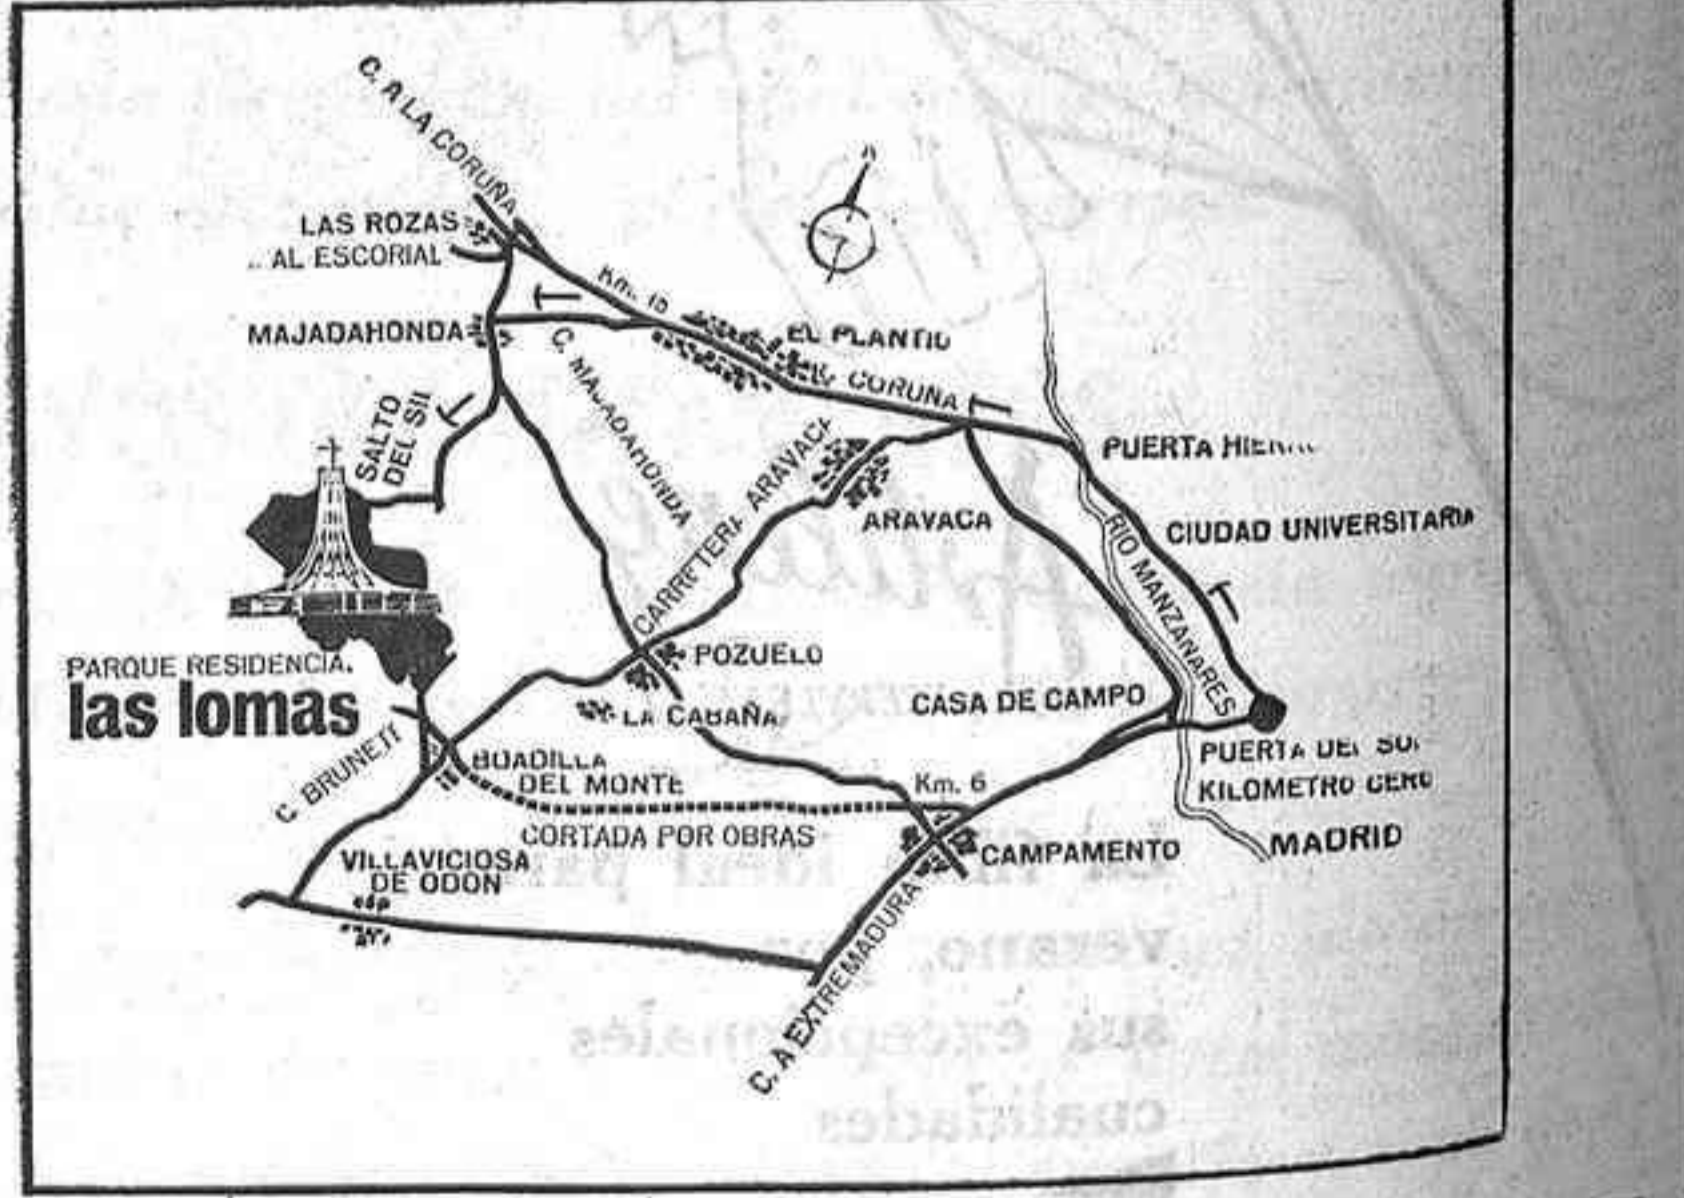 C. A LA CORUÑA
LAS ROZAS
AL ESCORIAL
Km.
MAJADAHONDA
EL PLANTIO
CORUÑA
C. MAJADAHONDA
SALTO
DEL
PUERTA
CARRETERA ARAVACA
ARAVACA
CIUDAD UNIVERSITARIA
RIO MANZANARES
PARQUE RESIDENCIAL
las lomas
POZUELO
LA CABAÑA
CASA DE CAMPO
C. BRUNETE
BOADILLA
DEL MONTE
Km. 6
PUERTA DEL SOL
KILOMETRO CERO
CORTADA POR OBRAS
MADRID
VILLAVICIOSA
DE ODON
CAMPAMENTO
C. A EXTREMADURA